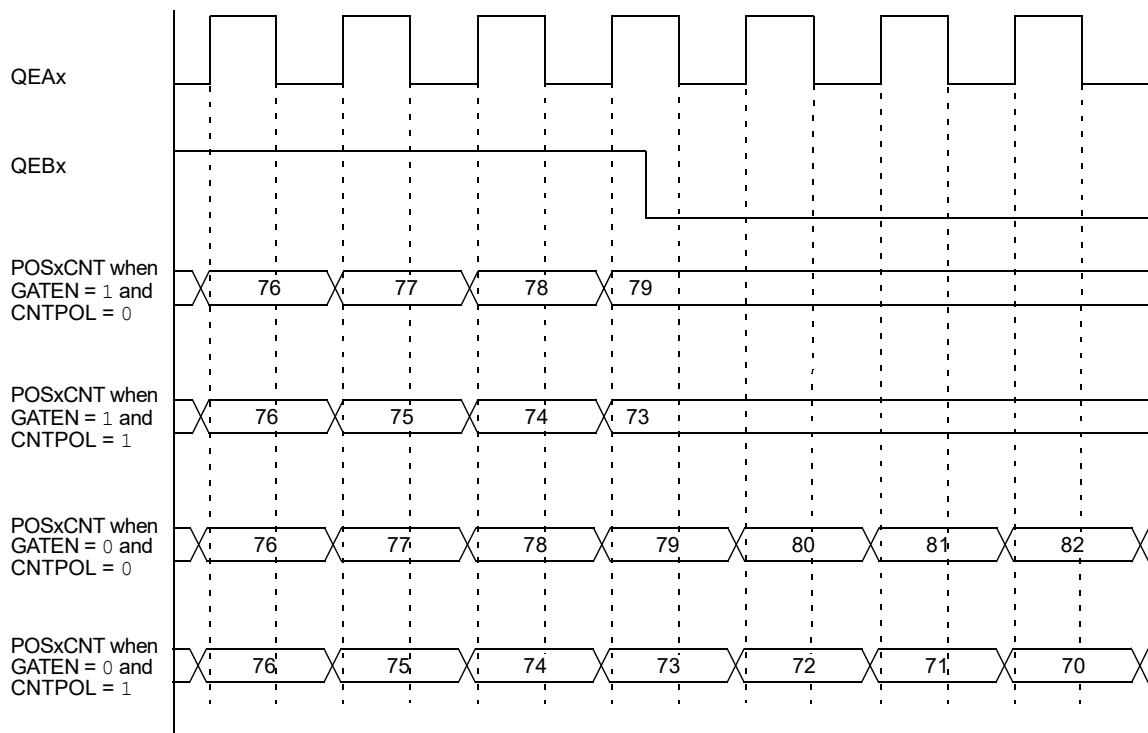 QEAx
QEBx
POSxCNT when
GATEN = 1 and
CNTPOL = 0
76 77 78 79
POSxCNT when
GATEN = 1 and
CNTPOL = 1
76 75 74 73
POSxCNT when
GATEN = 0 and
CNTPOL = 0
76 77 78 79 80 81 82
POSxCNT when
GATEN = 0 and
CNTPOL = 1
76 75 74 73 72 71 70